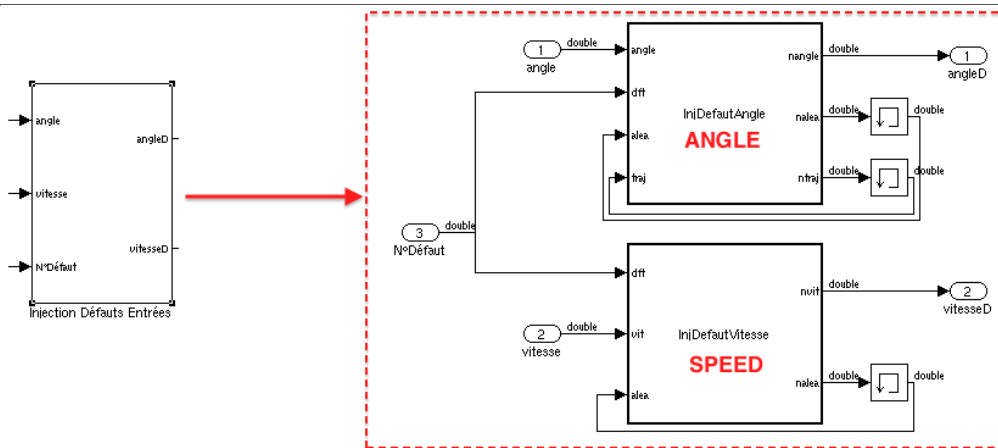 angle
angleD
vitesse
vitesseD
N°Défaut
Injection Défauts Entrées
1
double
angle
angle
dft
alea
traj
InjDefautAngle
ANGLE
nangle
double
1
angleD
nalea
double
double
ntraj
double
double
3
double
N°Défaut
dft
2
double
vitesse
vit
alea
InjDefautVitesse
SPEED
nvit
double
2
vitesseD
nalea
double
double